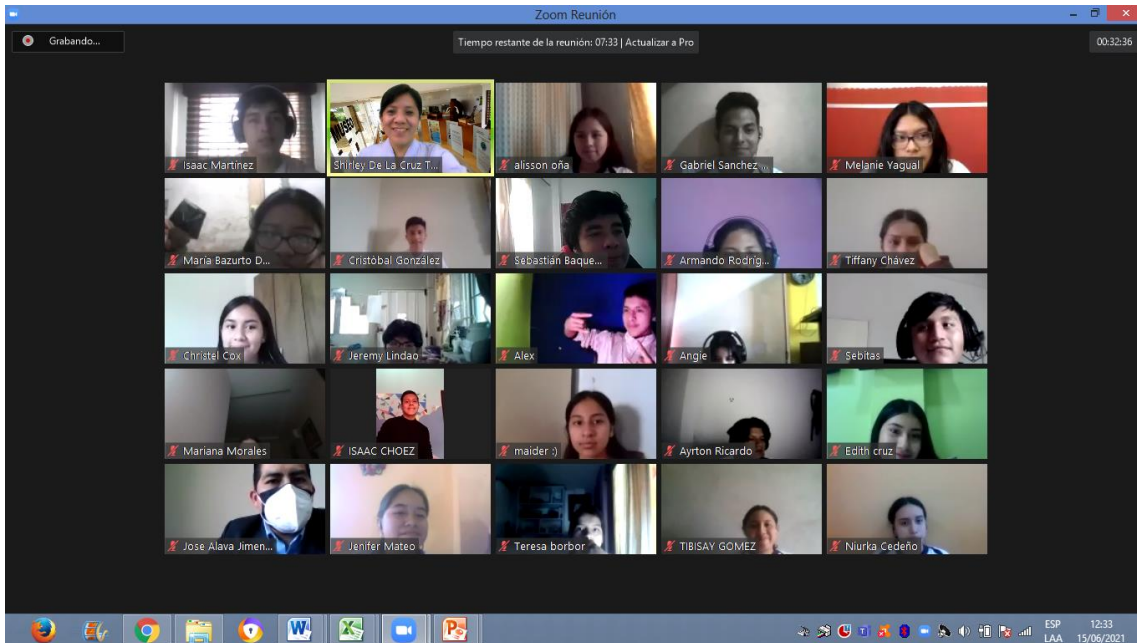 Zoom Reunión
Grabando...
Tiempo restante de la reunión: 07:33 | Actualizar a Pro
00:32:36
Isaac Martinez
Shirley De La Cruz T...
alisson oña
Gabriel Sanchez ...
Melanie Yagual
María Bazurto D...
Cristóbal González
Sebastián Baque...
Armando Rodríg...
Tiffany Chávez
Christel Cox
Jeremy Lindao
Alex
Angie
Sebitas
Mariana Morales
ISAAC CHOEZ
maider :)
Ayrton Ricardo
Edith cruz
Jose Alava Jimen...
Jenifer Mateo
Teresa borbor
TIBISAY GOMEZ
Niurka Cedeño
ESP 12:33
LAA 15/06/2021